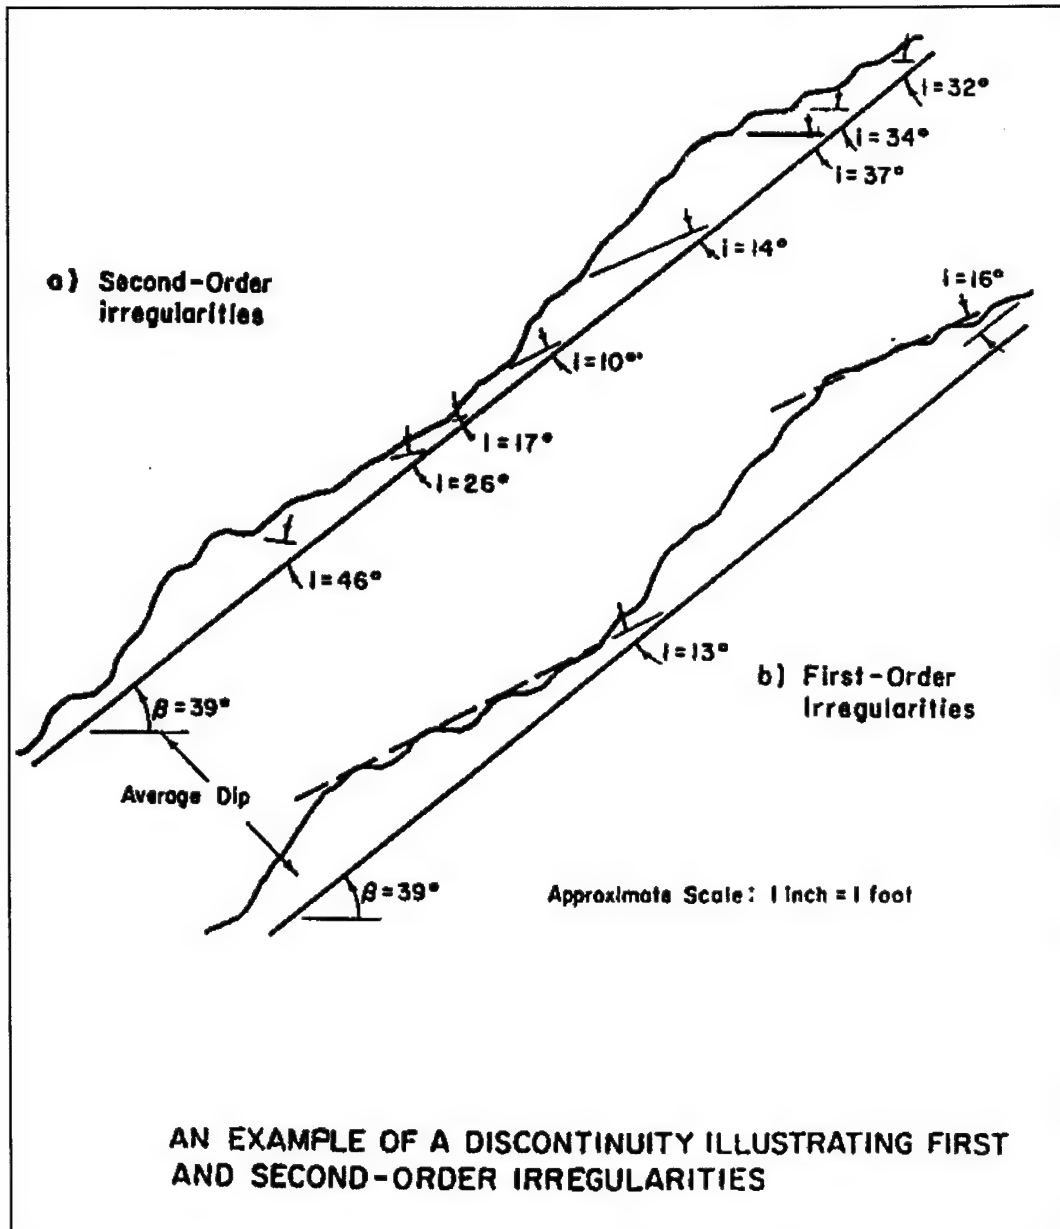 i=32°
i=34°
i=37°
i=14°
a) Second-Order
irregularities
i=16°
i=10°
i=17°
i=26°
i=46°
i=13°
b) First-Order
Irregularities
β=39°
Average Dip
β=39°
Approximate Scale: 1 inch = 1 foot
AN EXAMPLE OF A DISCONTINUITY ILLUSTRATING FIRST
AND SECOND-ORDER IRREGULARITIES